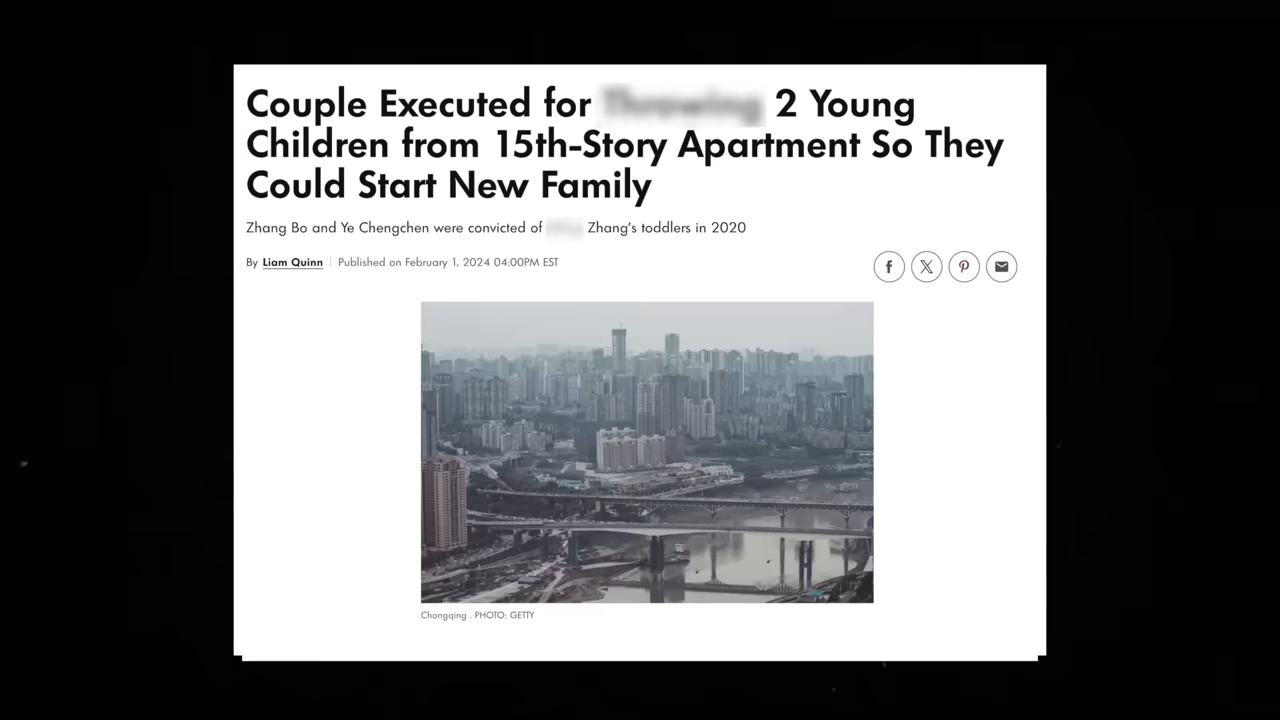 Couple Executed for 2 Young
Children from 15th-Story Apartment So They
Could Start New Family
Zhang Bo and Ye Chengchen were convicted of Zhang's toddlers in 2020
By Liam Quinn | Published on February 1, 2024 04:00PM EST
Chongqing . PHOTO: GETTY